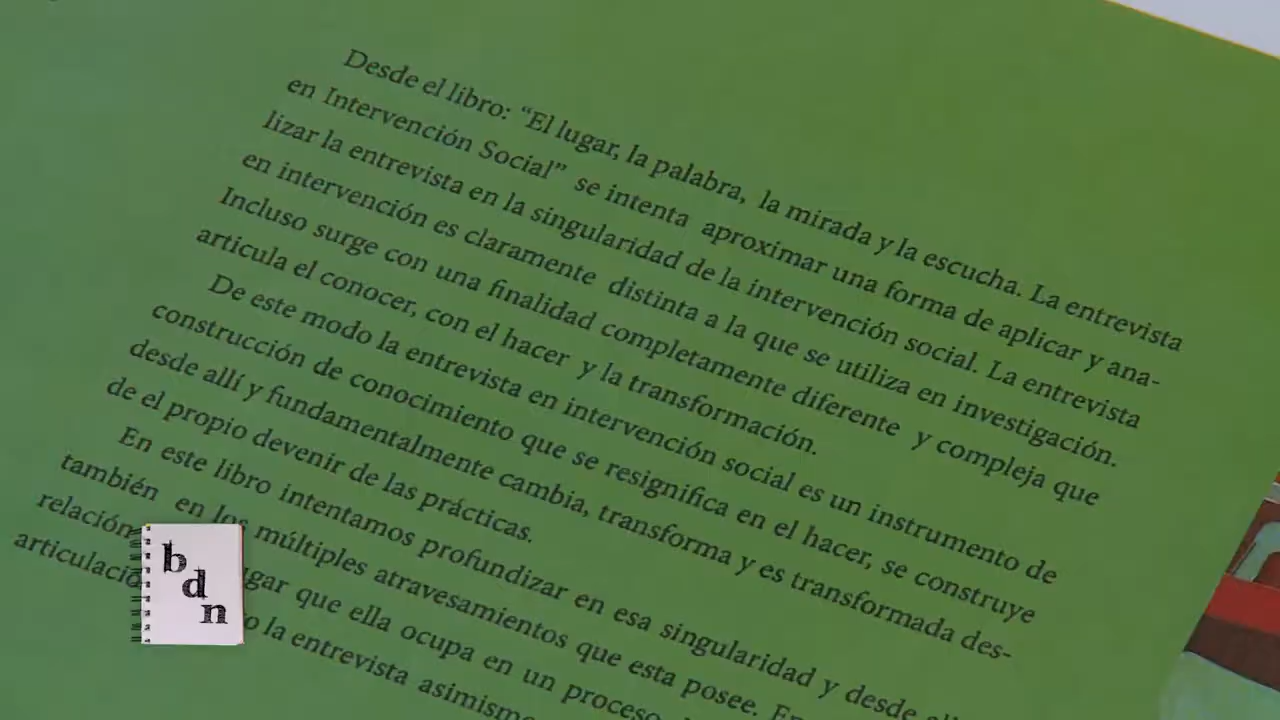 Desde el libro: “El lugar, la palabra, la mirada y la escucha. La entrevista
en Intervención Social” se intenta aproximar una forma de aplicar y ana-
lizar la entrevista en la singularidad de la intervención social. La entrevista
en intervención es claramente distinta a la que se utiliza en investigación.
Incluso surge con una finalidad completamente diferente y compleja que
articula el conocer, con el hacer y la transformación.
De este modo la entrevista en intervención social es un instrumento de
construcción de conocimiento que se resignifica en el hacer, se construye
desde allí y fundamentalmente cambia, transforma y es transformada des-
de el propio devenir de las prácticas.
En este libro intentamos profundizar en esa singularidad y desde
también en los múltiples atravesamientos que esta posee.
relación que ella ocupa en un proceso
la entrevista
bdn